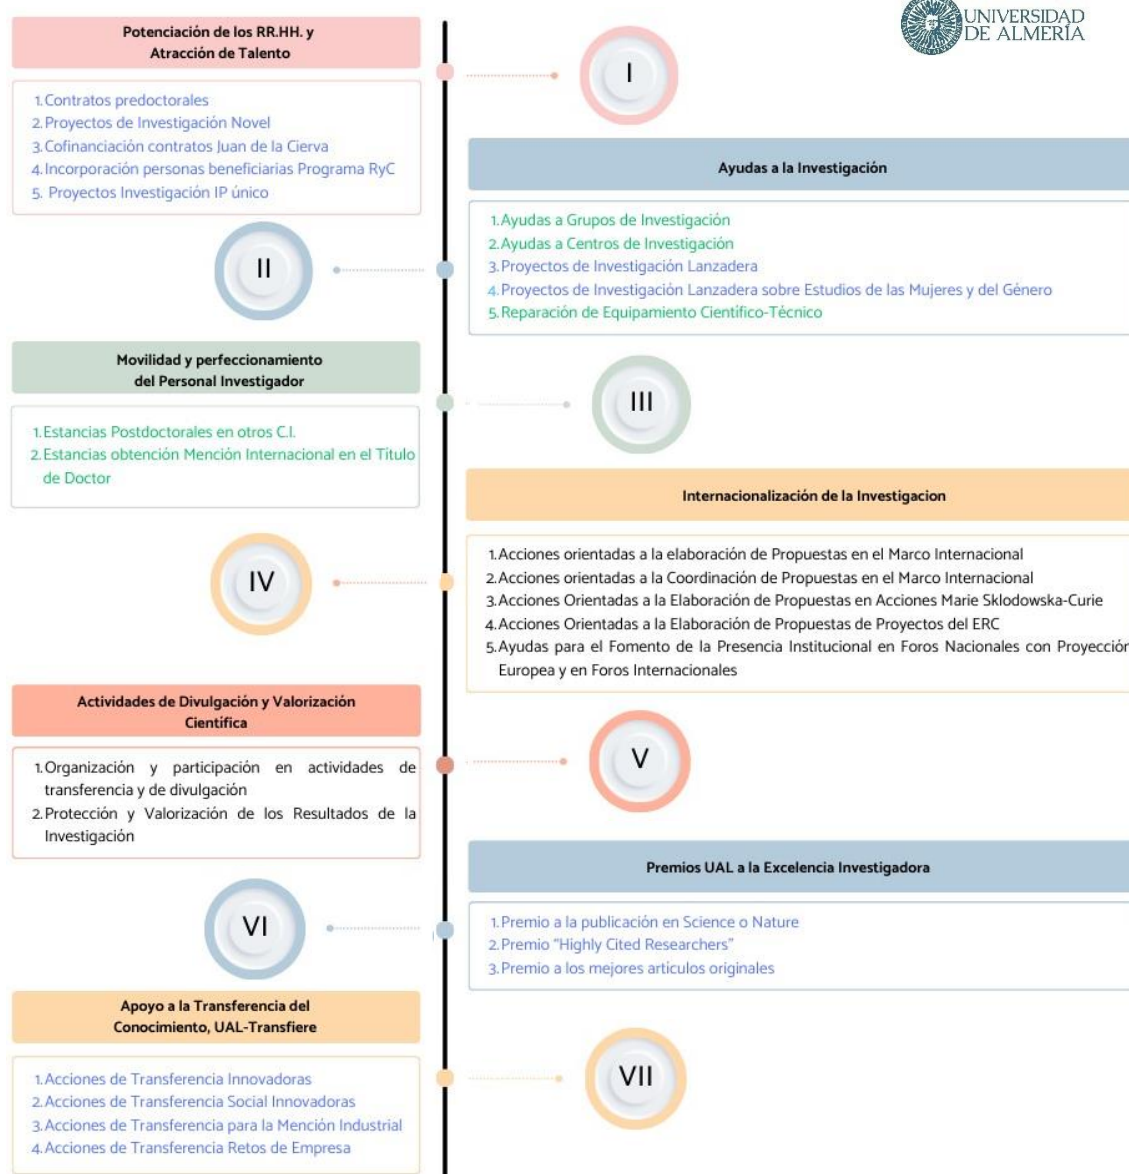 UNIVERSIDAD
DE ALMERÍA
Potenciación de los RR.HH. y
Atracción de Talento
I
1. Contratos predoctorales
2. Proyectos de Investigación Novel
3. Cofinanciación contratos Juan de la Cierva
4. Incorporación personas beneficiarias Programa RyC
5. Proyectos Investigación IP único
Ayudas a la Investigación
II
1. Ayudas a Grupos de Investigación
2. Ayudas a Centros de Investigación
3. Proyectos de Investigación Lanzadera
4. Proyectos de Investigación Lanzadera sobre Estudios de las Mujeres y del Género
5. Reparación de Equipamiento Científico-Técnico
Movilidad y perfeccionamiento
del Personal Investigador
III
1. Estancias Postdoctorales en otros C.I.
2. Estancias obtención Mención Internacional en el Título
de Doctor
Internacionalización de la Investigacion
IV
1. Acciones orientadas a la elaboración de Propuestas en el Marco Internacional
2. Acciones orientadas a la Coordinación de Propuestas en el Marco Internacional
3. Acciones Orientadas a la Elaboración de Propuestas en Acciones Marie Sklodowska-Curie
4. Acciones Orientadas a la Elaboración de Propuestas de Proyectos del ERC
5. Ayudas para el Fomento de la Presencia Institucional en Foros Nacionales con Proyección
Europea y en Foros Internacionales
Actividades de Divulgación y Valorización
Científica
V
1. Organización y participación en actividades de
transferencia y de divulgación
2. Protección y Valorización de los Resultados de la
Investigación
Premios UAL a la Excelencia Investigadora
VI
1. Premio a la publicación en Science o Nature
2. Premio "Highly Cited Researchers"
3. Premio a los mejores artículos originales
Apoyo a la Transferencia del
Conocimiento, UAL-Transfiere
VII
1. Acciones de Transferencia Innovadoras
2. Acciones de Transferencia Social Innovadoras
3. Acciones de Transferencia para la Mención Industrial
4. Acciones de Transferencia Retos de Empresa